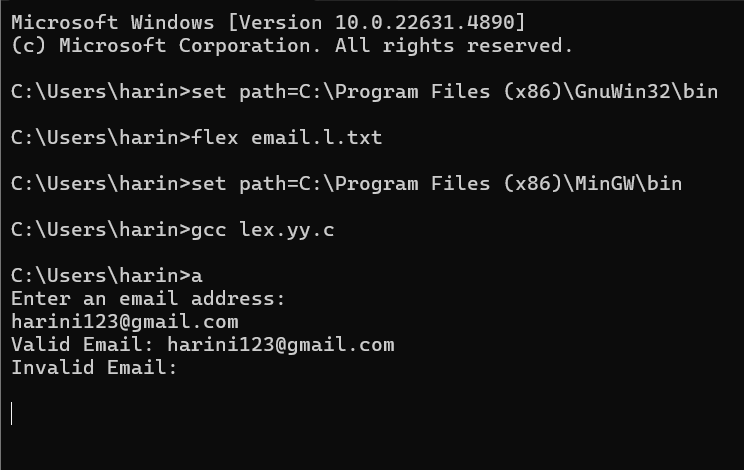 Microsoft Windows [Version 10.0.22631.4890]
(c) Microsoft Corporation. All rights reserved.
C:\Users\harin>set path=C:\Program Files (x86)\GnuWin32\bin
C:\Users\harin>flex email.l.txt
C:\Users\harin>set path=C:\Program Files (x86)\MinGW\bin
C:\Users\harin>gcc lex.yy.c
C:\Users\harin>a
Enter an email address:
harini123@gmail.com
Valid Email: harini123@gmail.com
Invalid Email: